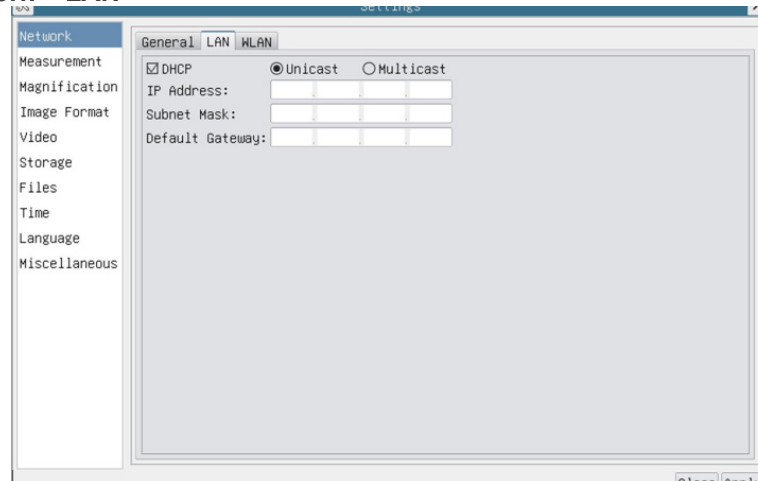 Settings
Network
Measurement
Magnification
Image Format
Video
Storage
Files
Time
Language
Miscellaneous
General LAN WLAN
DHCP Unicast Multicast
IP Address:
Subnet Mask:
Default Gateway: